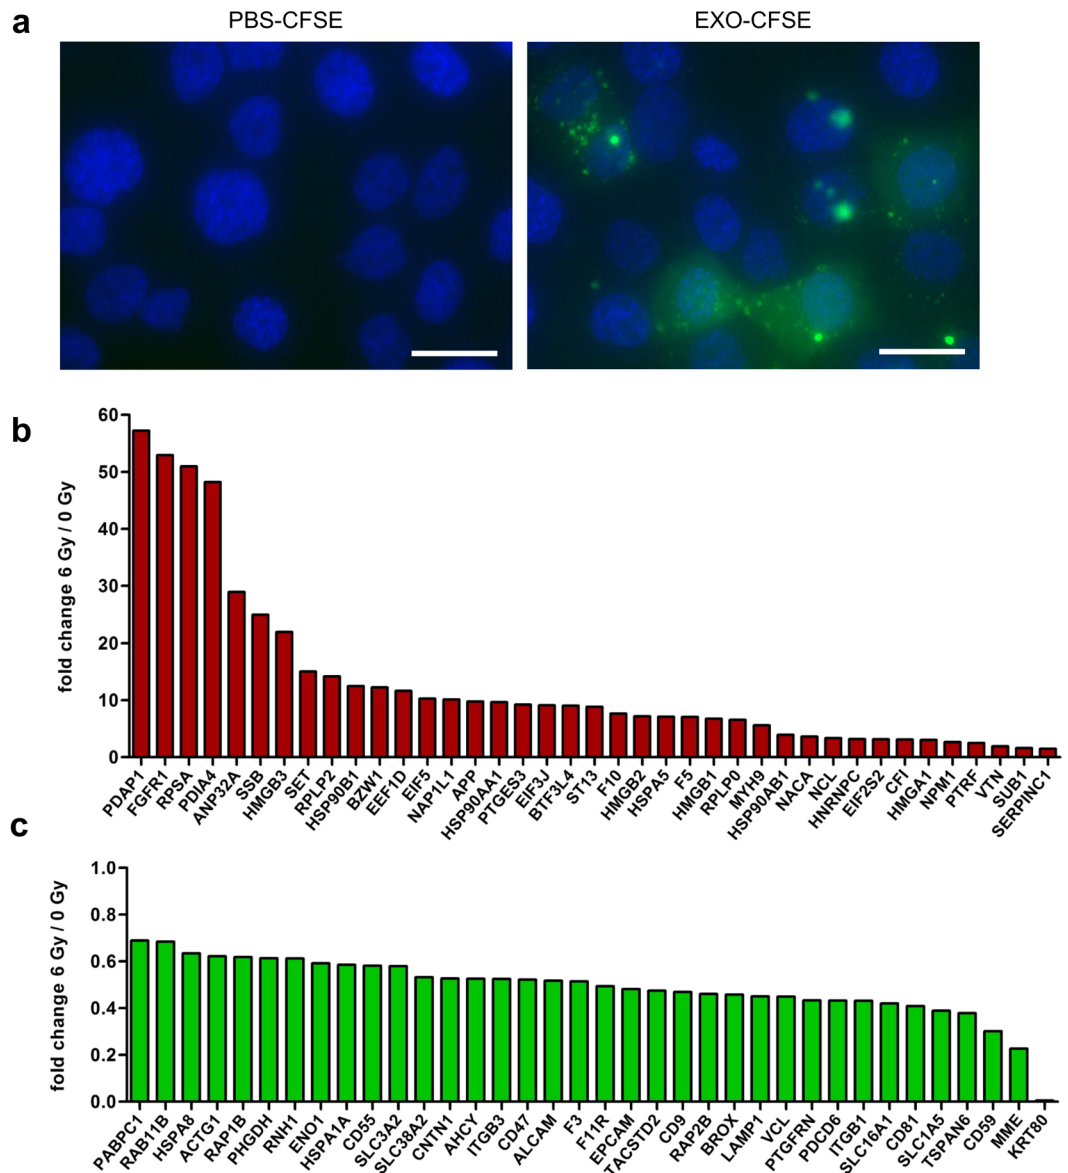 a
PBS-CFSE
EXO-CFSE
b
fold change 6 Gy / 0 Gy
60
50
40
30
20
10
0
PDAP1
FGFR1
RPSA
PDIA4
ANP32A
SSB
HMGB3
SET
RPLP2
HSP90B1
BZW1
EEF1D
EIF5
NAP1L1
APP
HSP90AA1
PTGES3
EIF3J
BTF3L4
ST13
F10
HMGB2
HSPA5
F5
HMGB1
RPLP0
MYH9
HSP90AB1
NACA
NCL
HNRNPC
EIF2S2
CFI
HMGA1
NPM1
PTRF
VTN
SUB1
SERPINC1
c
fold change 6 Gy / 0 Gy
1.0
0.8
0.6
0.4
0.2
0.0
PABPC1
RAB11B
HSPA8
ACTG1
RAP1B
PHGDH
RNH1
ENO1
HSPA1A
CD55
SLC3A2
SLC38A2
CNTN1
AHCY
ITGB3
CD47
ALCAM
F3
F11R
EPCAM
TACSTD2
CD9
RAP2B
BROX
LAMP1
VCL
PTGFRN
PDCD6
ITGB1
SLC16A1
CD81
SLC1A5
TSPAN6
CD59
MME
KRT80